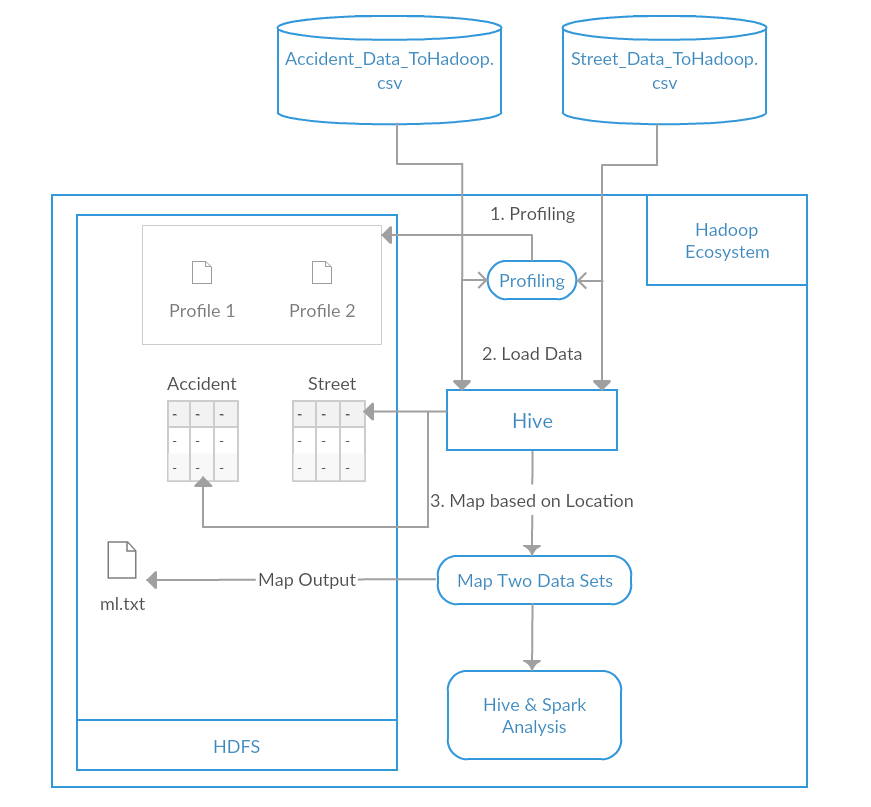 Accident_Data_ToHadoop.
csv
Street_Data_ToHadoop.
csv
Hadoop
Ecosystem
1. Profiling
Profiling
Profile 1
Profile 2
2. Load Data
Accident
Street
- - -
- - -
- - -
- - -
- - -
- - -
Hive
3. Map based on Location
Map Two Data Sets
Map Output
ml.txt
Hive & Spark
Analysis
HDFS